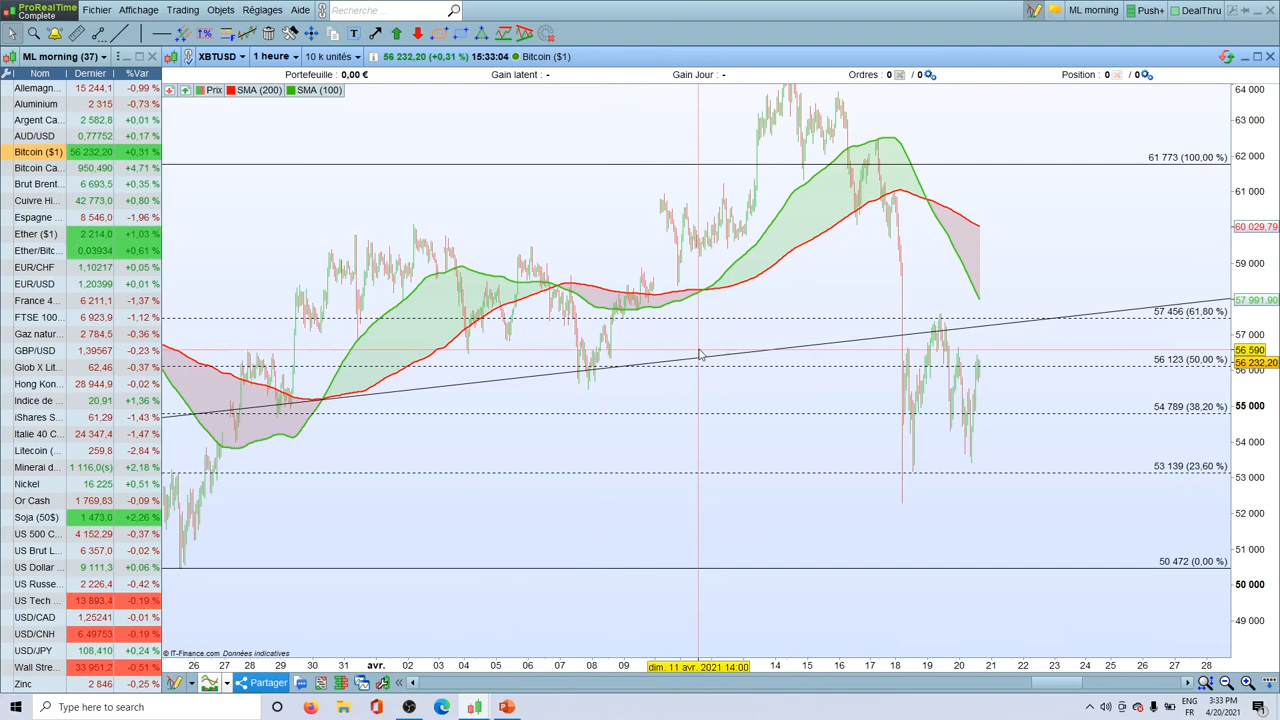 ProRealTime
Complete
Fichier Affichage Trading Objets Réglages Aide Recherche ... ML morning Push+ DealThru
ML morning (37) XBTUSD 1 heure 10 k unités 56 232,20 (+0,31 %) 15:33:04 Bitcoin ($1)
Nom Dernier %Var
Portefeuille : 0,00 € Gain latent : - Gain Jour : - Ordres : 0 / 0 Position : 0 / 0
Prix SMA (200) SMA (100)
Allemagn... 15 244,1 -0,99 %
Aluminium 2 315 -0,73 %
Argent Ca... 2 582,8 +0,01 %
AUD/USD 0,77752 +0,17 %
Bitcoin ($1) 56 232,20 +0,31 %
Bitcoin Ca... 950,490 +4,71 %
Brut Brent... 6 693,5 +0,35 %
Cuivre Hi... 42 773,0 +0,80 %
Espagne ... 8 546,0 -1,96 %
Ether ($1) 2 214,0 +1,03 %
Ether/Bitc... 0,03934 +0,61 %
EUR/CHF 1,10217 +0,05 %
EUR/USD 1,20399 +0,01 %
France 4... 6 211,1 -1,37 %
FTSE 100 6 923,9 -1,12 %
Gaz natur... 2 784,5 -0,36 %
GBP/USD 1,39567 -0,23 %
Glob X Lit... 62,46 -0,37 %
Hong Kon... 28 944,9 -0,02 %
Indice de ... 20,91 +1,36 %
iShares S... 61,29 -1,43 %
Italie 40 C... 24 347,4 -1,47 %
Litecoin (... 259,8 -2,84 %
Minerai d... 1 116,0(s) +2,18 %
Nickel 16 225 +0,51 %
Or Cash 1 769,83 -0,09 %
Soja (50$) 1 473,0 +2,26 %
US 500 C... 4 152,29 -0,37 %
US Brut L... 6 357,0 -0,02 %
US Dollar ... 9 111,3 +0,06 %
US Russe... 2 226,4 -0,42 %
US Tech ... 13 893,4 -0,19 %
USD/CAD 1,25241 -0,01 %
USD/CNH 6.49753 -0,19 %
USD/JPY 108,410 +0,24 %
Wall Stre... 33 951,2 -0,51 %
Zinc 2 846 -0,25 %
64 000
63 000
62 000
61 773 (100,00 %)
61 000
60 029,79
59 000
57 991,90
57 456 (61,80 %)
57 000
56 590
56 123 (50,00 %)
56 232,20
56 000
55 000
54 789 (38,20 %)
54 000
53 139 (23,60 %)
53 000
52 000
51 000
50 472 (0,00 %)
50 000
49 000
© IT-Finance.com Données indicatives
26 27 28 29 30 31 avr. 02 03 04 05 06 07 08 09 dim. 11 avr. 2021 14:00 14 15 16 17 18 19 20 21 22 23 24 25 26 27 28
Partager
Type here to search
ENG
FR
3:33 PM
4/20/2021